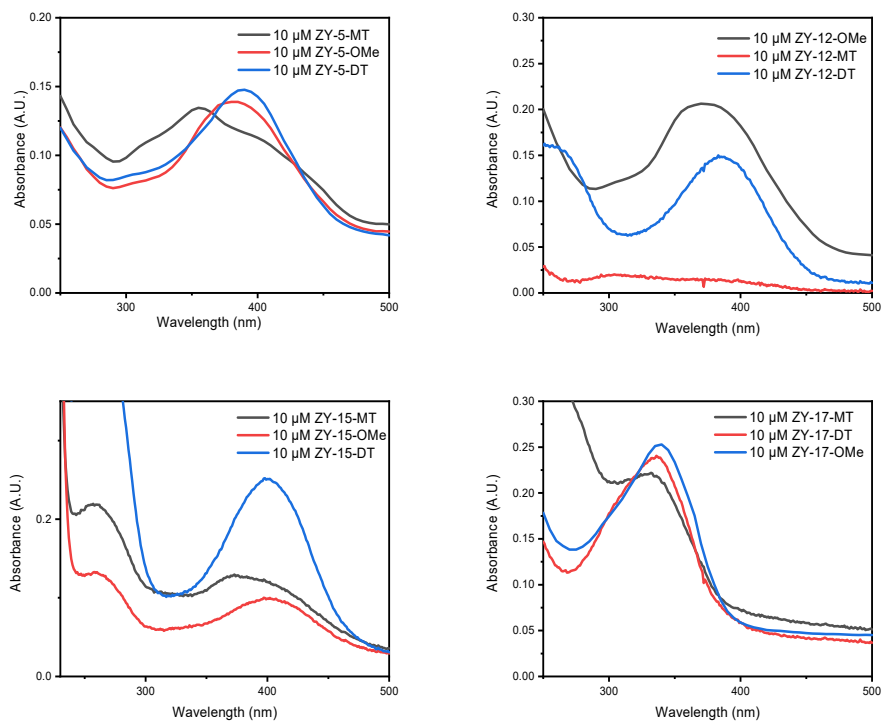 0.20
0.15
0.10
0.05
0.00
300
400
500
Absorbance (A.U.)
Wavelength (nm)
10 µM ZY-5-MT
10 µM ZY-5-OMe
10 µM ZY-5-DT
0.30
0.25
0.20
0.15
0.10
0.05
0.00
300
400
500
Absorbance (A.U.)
Wavelength (nm)
10 µM ZY-12-OMe
10 µM ZY-12-MT
10 µM ZY-12-DT
0.2
0.0
300
400
500
Absorbance (A.U.)
Wavelength (nm)
10 µM ZY-15-MT
10 µM ZY-15-OMe
10 µM ZY-15-DT
0.30
0.25
0.20
0.15
0.10
0.05
0.00
300
400
500
Absorbance (A.U.)
Wavelength (nm)
10 µM ZY-17-MT
10 µM ZY-17-DT
10 µM ZY-17-OMe